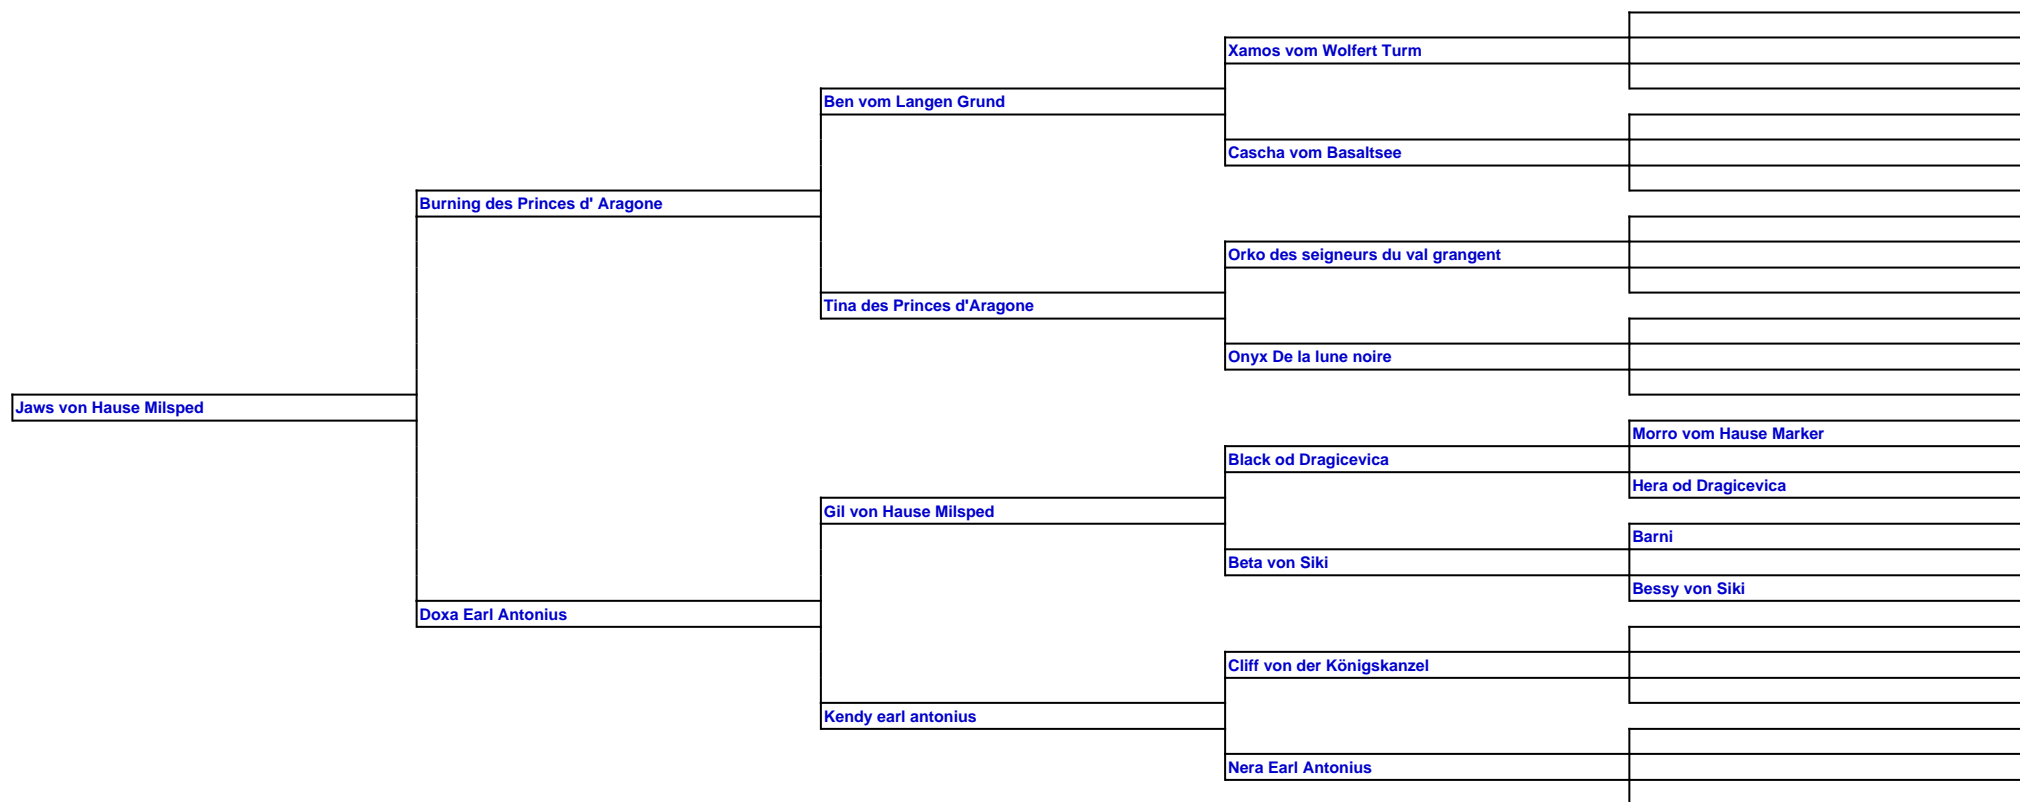 Xamos vom Wolfert Turm
Ben vom Langen Grund
Cascha vom Basaltsee
Burning des Princes d' Aragone
Orko des seigneurs du val grangent
Tina des Princes d'Aragone
Onyx De la lune noire
Jaws von Hause Milsped
Morro vom Hause Marker
Black od Dragicevica
Hera od Dragicevica
Gil von Hause Milsped
Barni
Beta von Siki
Bessy von Siki
Doxa Earl Antonius
Cliff von der Königskanzel
Kendy earl antonius
Nera Earl Antonius